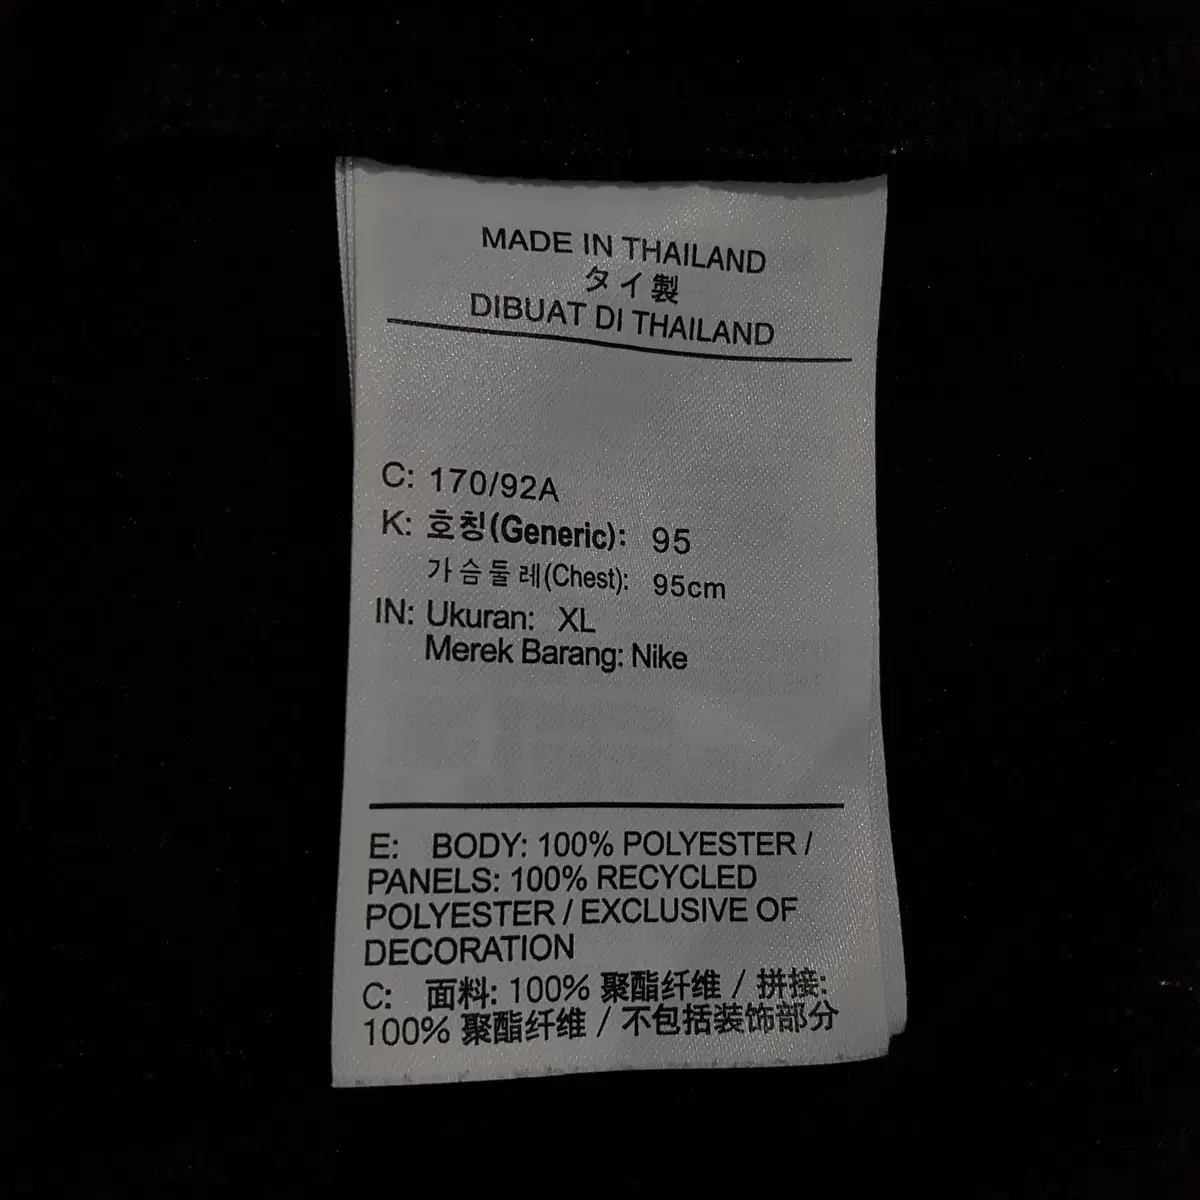 MADE IN THAILAND
タイ製
DIBUAT DI THAILAND
C: 170/92A
K: 호칭(Generic): 95
가슴둘레(Chest): 95cm
IN: Ukuran: XL
Merek Barang: Nike
E: BODY: 100% POLYESTER /
PANELS: 100% RECYCLED
POLYESTER / EXCLUSIVE OF
DECORATION
C: 面料: 100% 聚酯纤维 / 拼接:
100% 聚酯纤维 / 不包括装饰部分